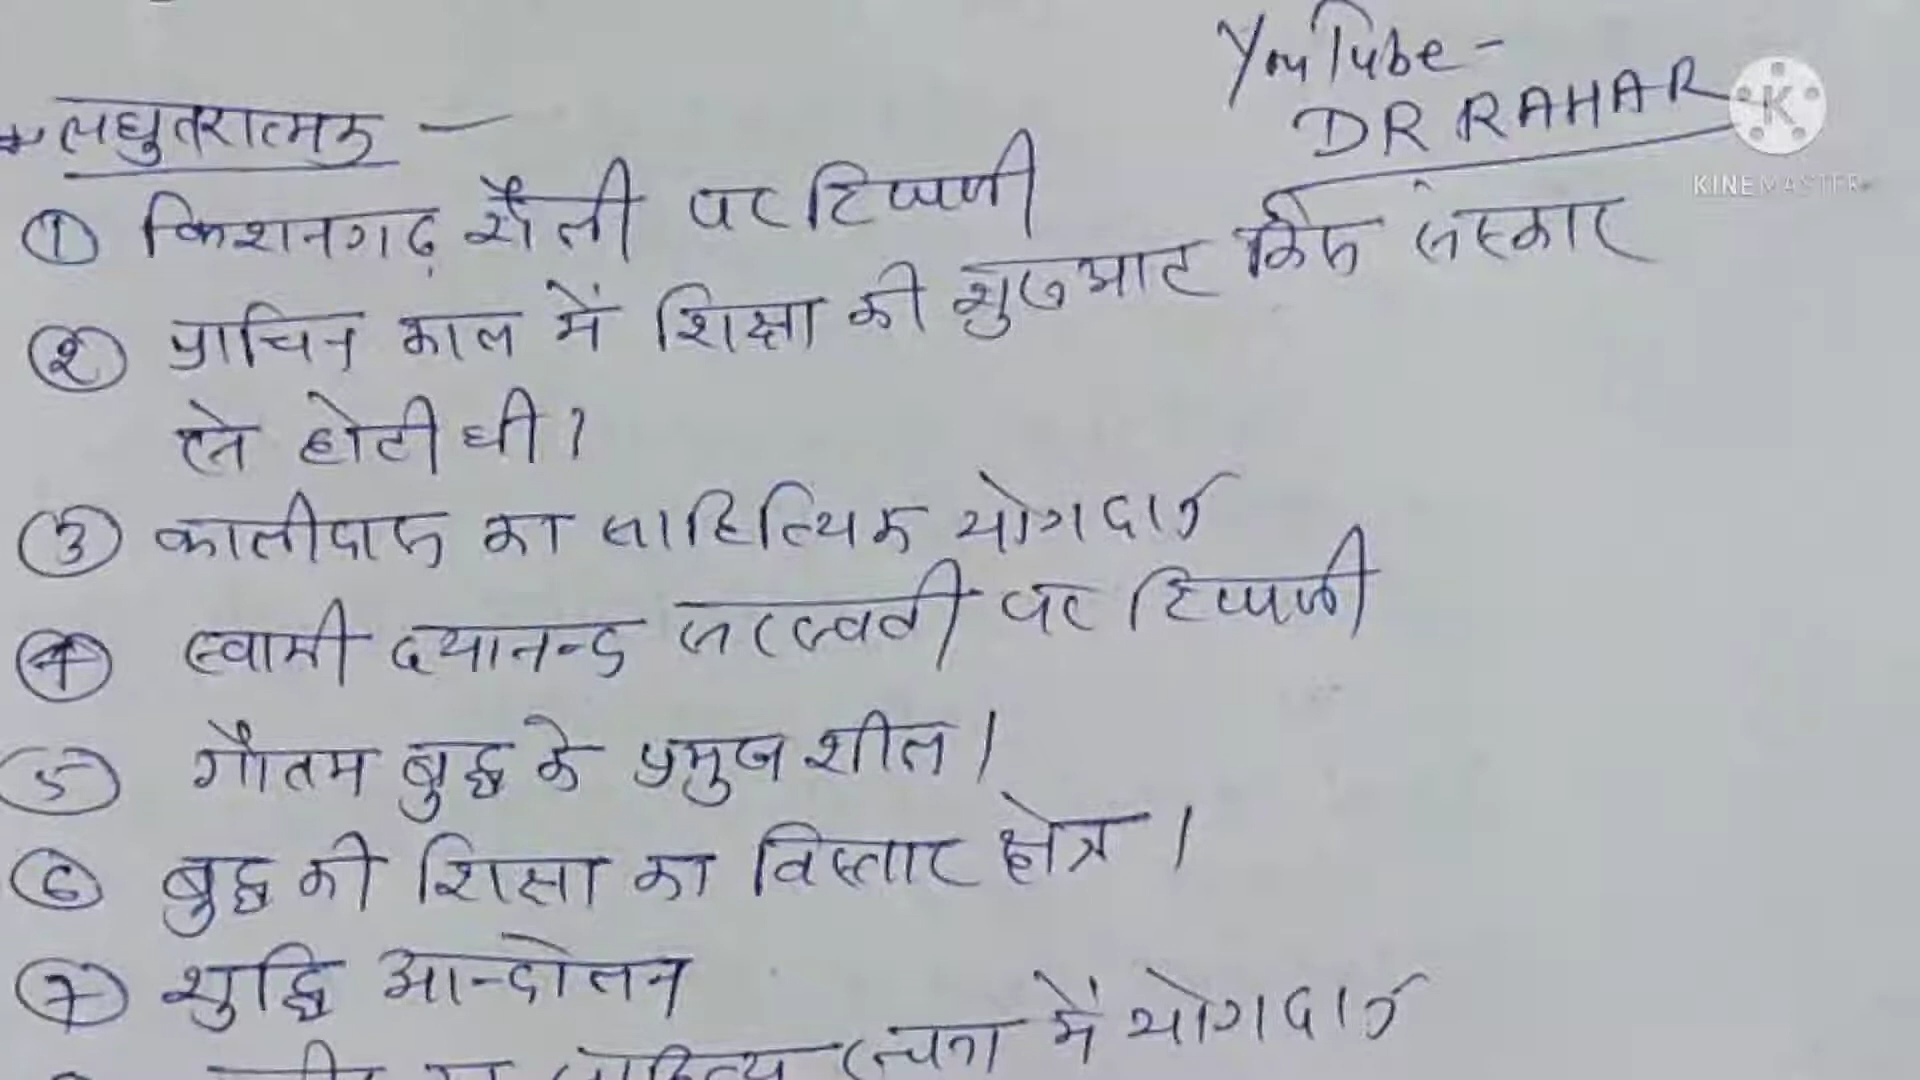 YouTube -
DR RAHAR
K
KINEMASTER
लघुतरात्मक —
① किशनगढ़ शैली पर टिप्पणी
② प्राचिन काल में शिक्षा की शुरुआत किस संस्कार
से होती थी?
③ कालीदास का साहित्यिक योगदान
④ स्वामी दयानन्द सरस्वती पर टिप्पणी
⑤ गौतम बुद्ध के प्रमुख शील।
⑥ बुद्ध की शिक्षा का विस्तार क्षेत्र।
⑦ शुद्धि आन्दोलन
साहित्य रचना में योगदान